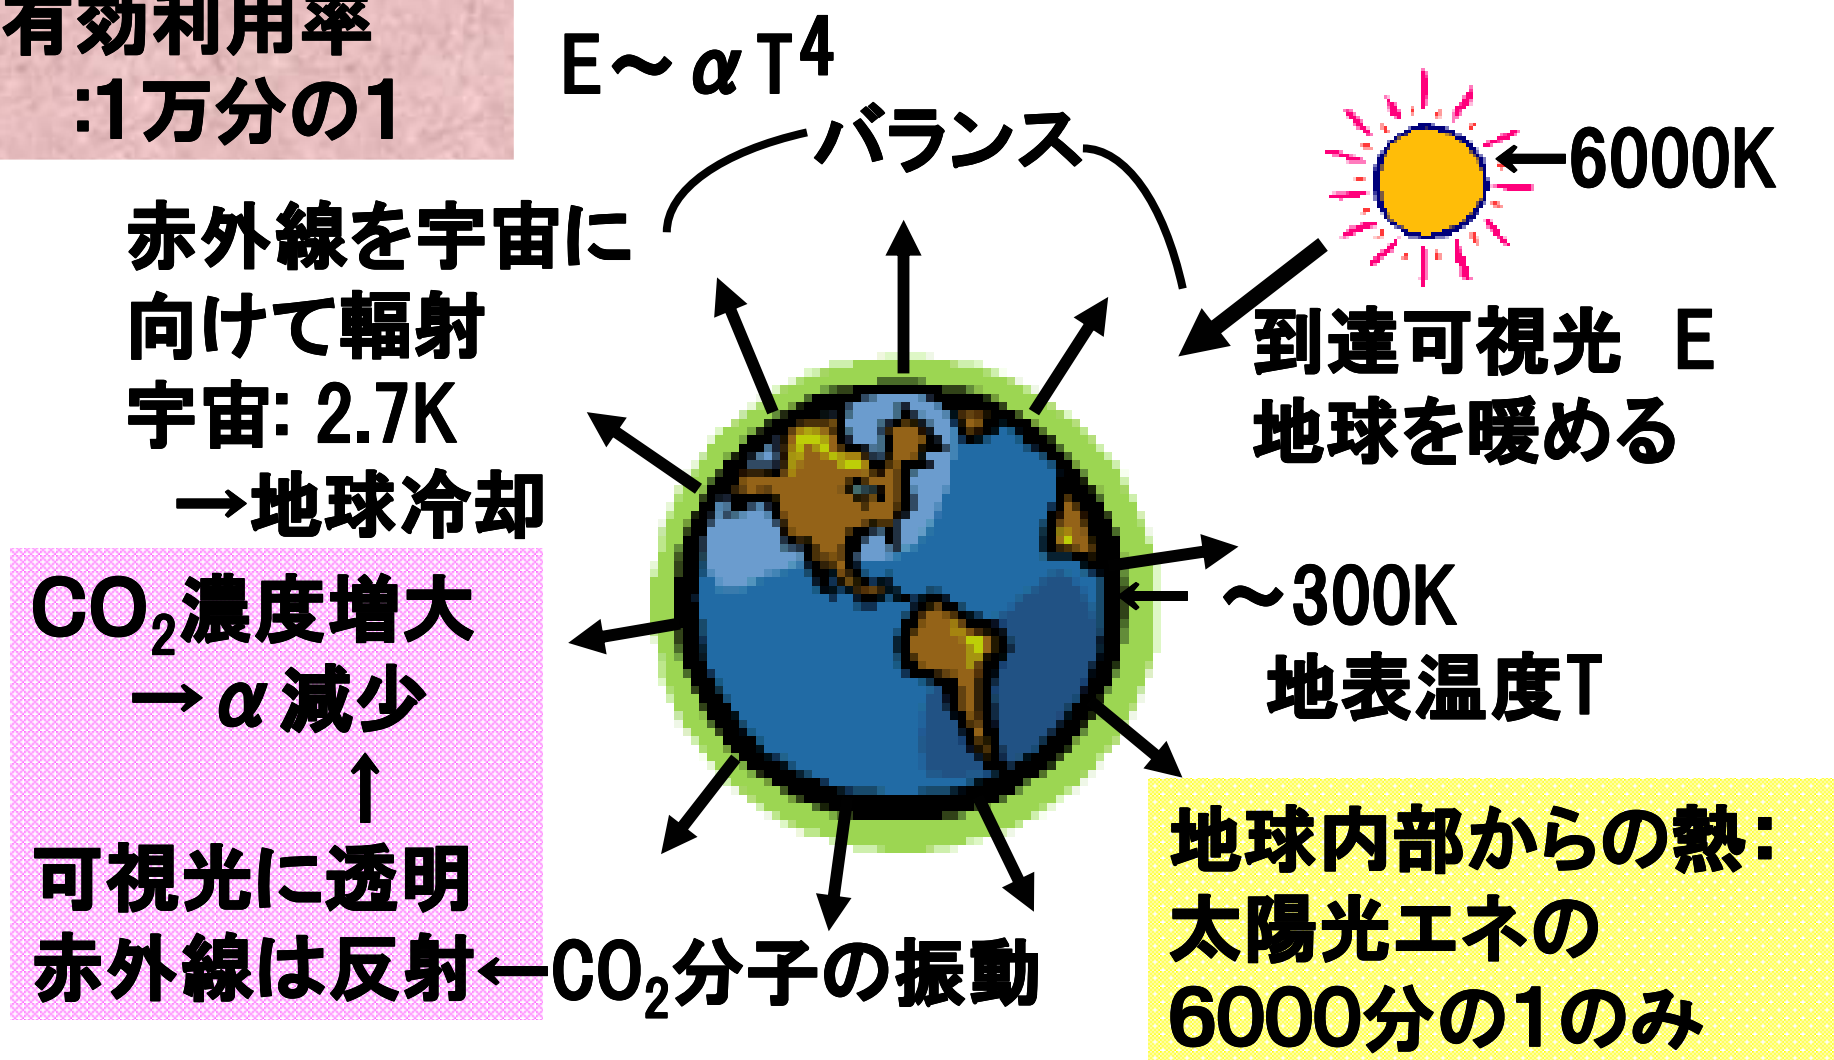 有効利用率
:1万分の1
E～αT4
バランス
←6000K
赤外線を宇宙に
向けて輻射
宇宙: 2.7K
→地球冷却
到達可視光 E
地球を暖める
CO2濃度増大
→α減少
↑
可視光に透明
赤外線は反射←CO2分子の振動
← ～300K
地表温度T
地球内部からの熱:
太陽光エネの
6000分の1のみ